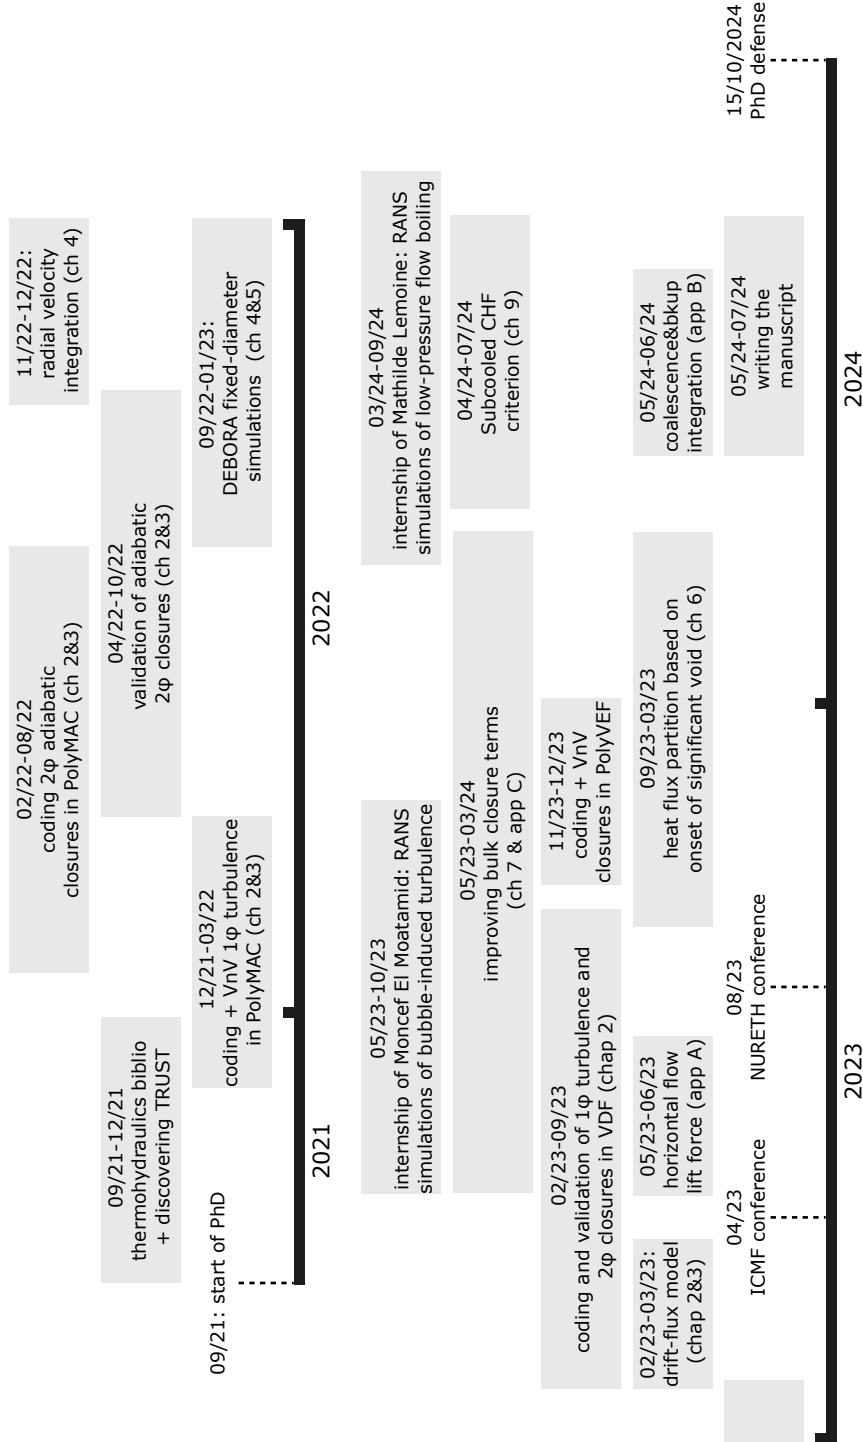 09/21: start of PhD
09/21-12/21
thermohydraulics biblio
+ discovering TRUST
12/21-03/22
coding + VnV 1φ turbulence
in PolyMAC (ch 2&3)
02/22-08/22
coding 2φ adiabatic
closures in PolyMAC (ch 2&3)
04/22-10/22
validation of adiabatic
2φ closures (ch 2&3)
11/22-12/22:
radial velocity
integration (ch 4)
09/22-01/23:
DEBORA fixed-diameter
simulations (ch 4&5)
2021
2022
05/23-10/23
internship of Moncef El Moatamid: RANS
simulations of bubble-induced turbulence
03/24-09/24
internship of Mathilde Lemoine: RANS
simulations of low-pressure flow boiling
05/23-03/24
improving bulk closure terms
(ch 7 & app C)
04/24-07/24
Subcooled CHF
criterion (ch 9)
02/23-09/23
coding and validation of 1φ turbulence and
2φ closures in VDF (chap 2)
11/23-12/23
coding + VnV
closures in PolyVEF
02/23-03/23:
drift-flux model
(chap 2&3)
05/23-06/23
horizontal flow
lift force (app A)
09/23-03/23
heat flux partition based on
onset of significant void (ch 6)
05/24-06/24
coalescence&bkup
integration (app B)
04/23
ICMF conference
08/23
NURETH conference
05/24-07/24
writing the
manuscript
15/10/2024
PhD defense
2023
2024